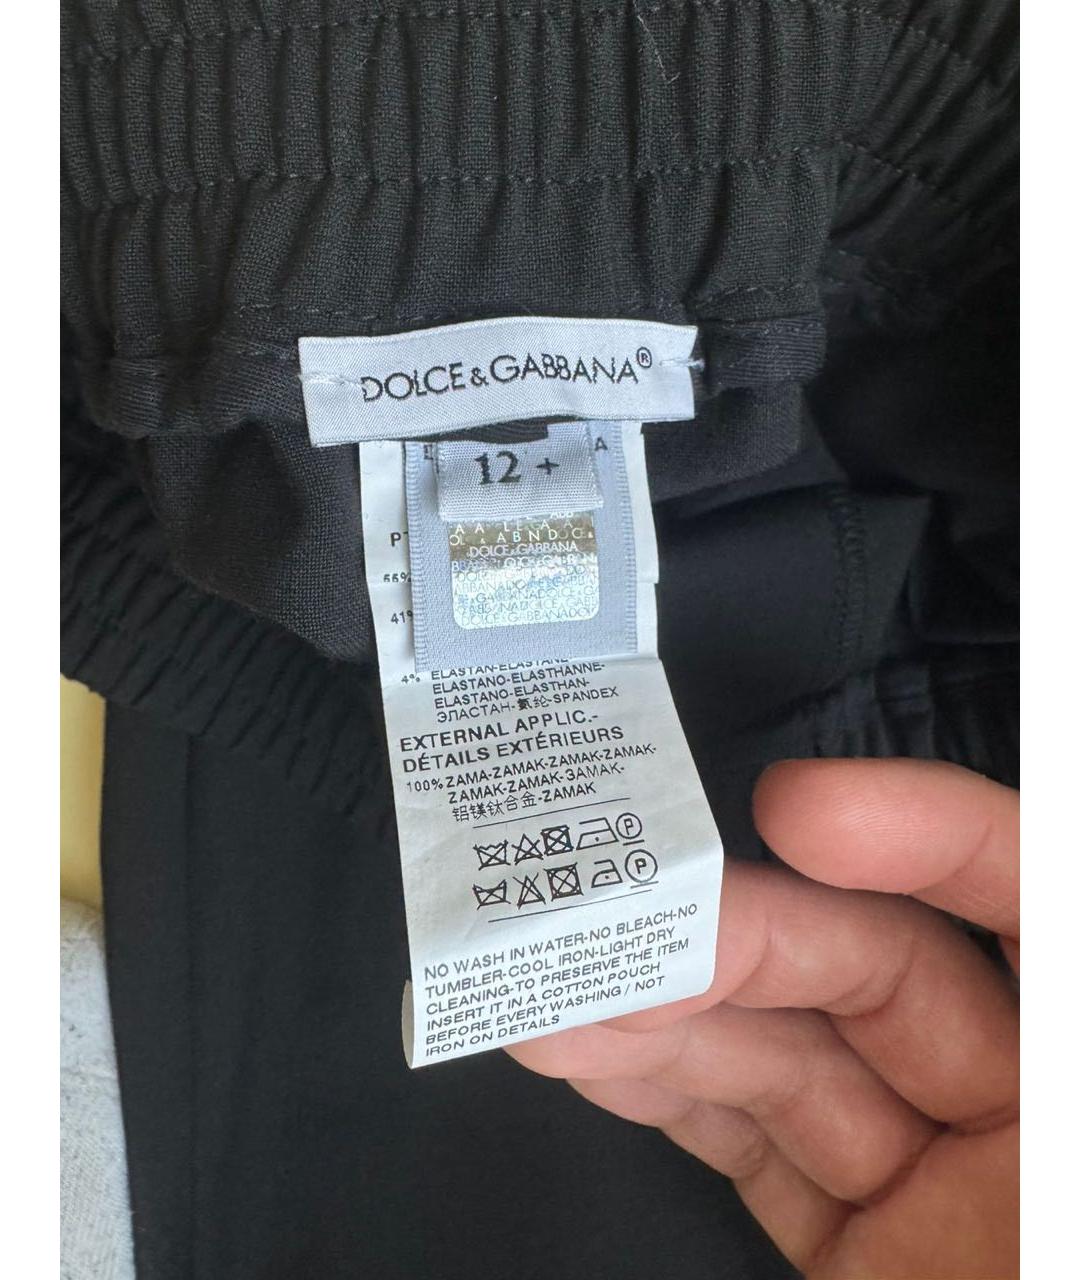 DOLCE&GABBANA®
12 +
A
DOLCE&GABBANA
55%
41%
4% ELASTAN-ELASTANE-
ELASTANO-ELASTHANNE-
ELASTANO-ELASTHAN-
ЭЛАСТАН-氨纶-SPANDEX
EXTERNAL APPLIC.-
DÉTAILS EXTÉRIEURS
100% ZAMA-ZAMAK-ZAMAK-ZAMAK-
ZAMAK-ZAMAK-ЗАМАК-
铝镁钛合金-ZAMAK
P
P
NO WASH IN WATER-NO BLEACH-NO
TUMBLER-COOL IRON-LIGHT DRY
CLEANING-TO PRESERVE THE ITEM
INSERT IT IN A COTTON POUCH
BEFORE EVERY WASHING / NOT
IRON ON DETAILS